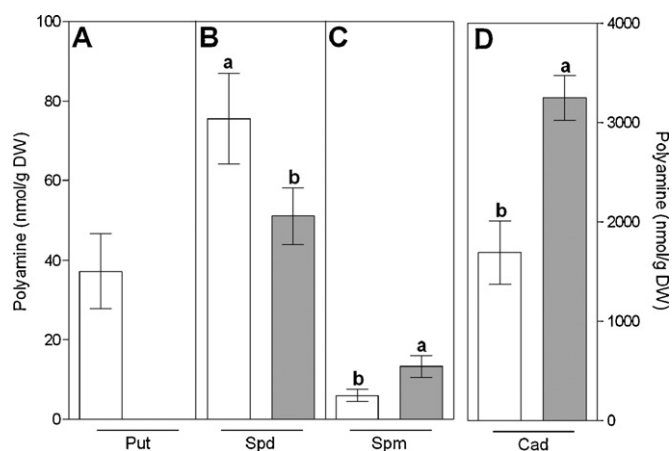 A
B
C
D
100
80
60
40
20
0
Polyamine (nmol/g DW)
a
b
b
a
b
a
4000
3000
2000
1000
0
Polyamine (nmol/g DW)
Put
Spd
Spm
Cad